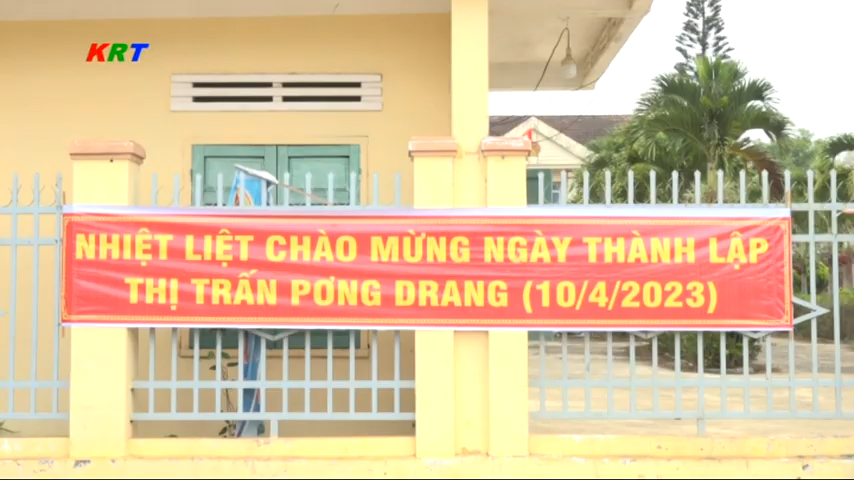 KRT
NHIỆT LIỆT CHÀO MỪNG NGÀY THÀNH LẬP
THỊ TRẤN PƠNG DRANG (10/4/2023)